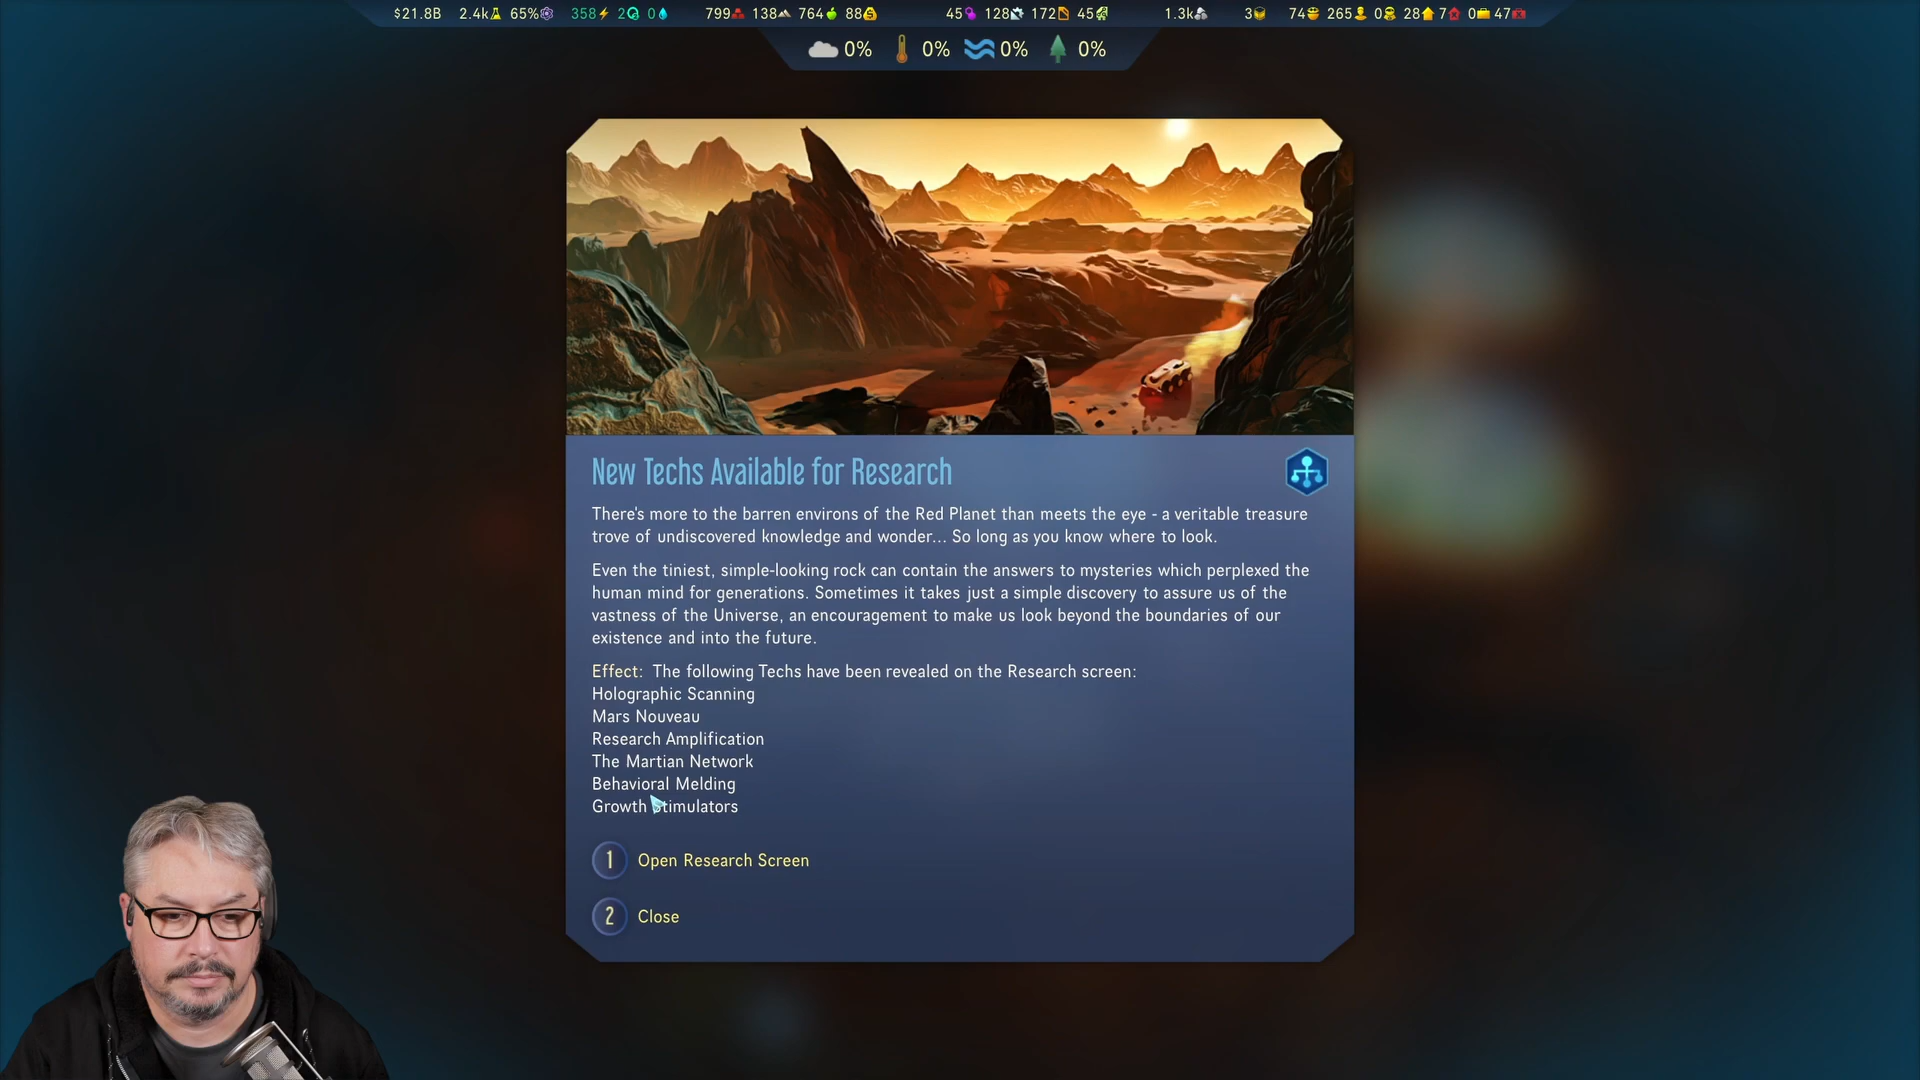 $21.8B 2.4k 65% 358 2 0 799 138 764 88 45 128 172 45 1.3k 3 74 265 0 28 7 0 47
0% 0% 0% 0%
New Techs Available for Research
There's more to the barren environs of the Red Planet than meets the eye - a veritable treasure
trove of undiscovered knowledge and wonder... So long as you know where to look.
Even the tiniest, simple-looking rock can contain the answers to mysteries which perplexed the
human mind for generations. Sometimes it takes just a simple discovery to assure us of the
vastness of the Universe, an encouragement to make us look beyond the boundaries of our
existence and into the future.
Effect: The following Techs have been revealed on the Research screen:
Holographic Scanning
Mars Nouveau
Research Amplification
The Martian Network
Behavioral Melding
Growth Stimulators
1 Open Research Screen
2 Close